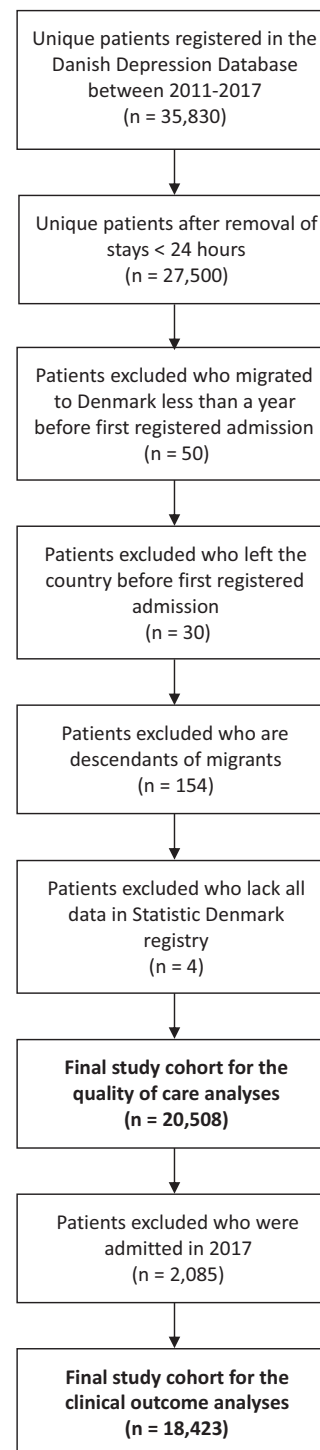 Unique patients registered in the
Danish Depression Database
between 2011-2017
(n = 35,830)
Unique patients after removal of
stays < 24 hours
(n = 27,500)
Patients excluded who migrated
to Denmark less than a year
before first registered admission
(n = 50)
Patients excluded who left the
country before first registered
admission
(n = 30)
Patients excluded who are
descendants of migrants
(n = 154)
Patients excluded who lack all
data in Statistic Denmark
registry
(n = 4)
Final study cohort for the
quality of care analyses
(n = 20,508)
Patients excluded who were
admitted in 2017
(n = 2,085)
Final study cohort for the
clinical outcome analyses
(n = 18,423)